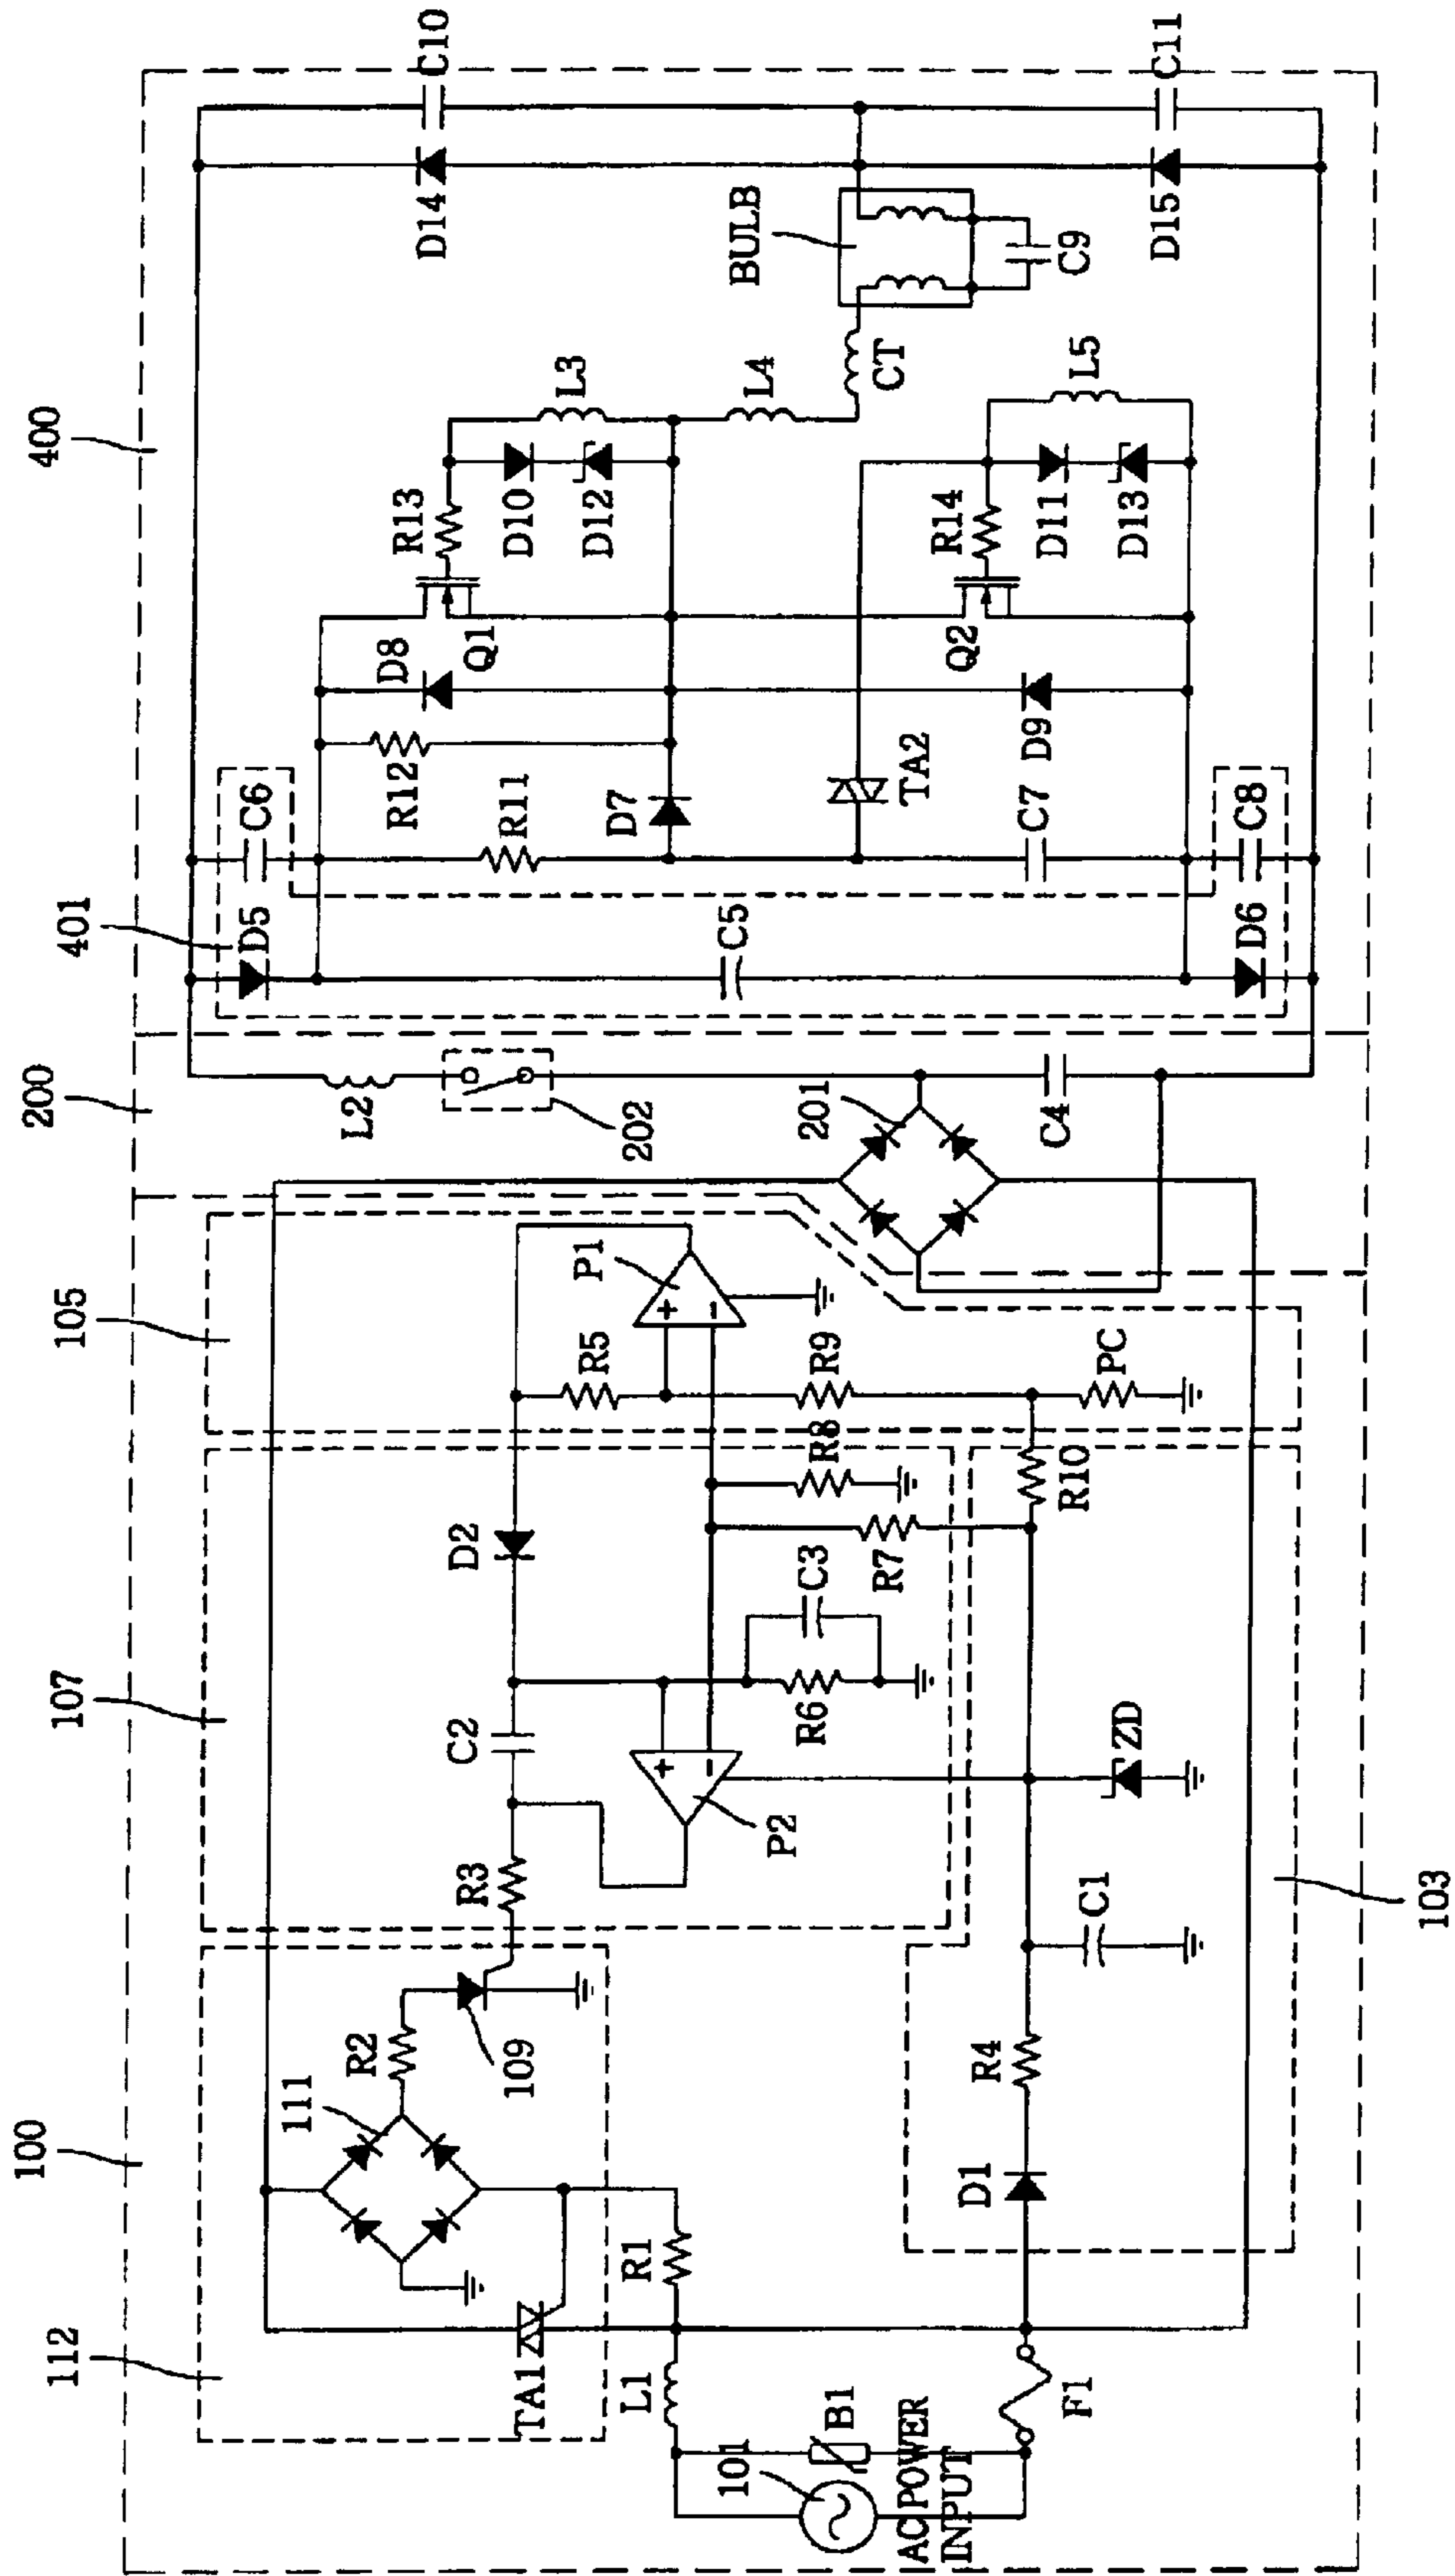 100
105
200
400
112
107
401
111
R2
109
TA1
R1
L1
101
B1
AC POWER
INPUT
F1
D1
R4
C1
ZD
103
R3
C2
D2
P2
R6
C3
R7
R8
R10
P1
R5
R9
PC
L2
202
201
C4
D5
C6
C5
D6
C8
R11
R12
D7
TA2
C7
D8
Q1
D9
Q2
R13
D10
D12
L3
L4
R14
D11
D13
L5
CT
BULB
C9
D14
C10
D15
C11